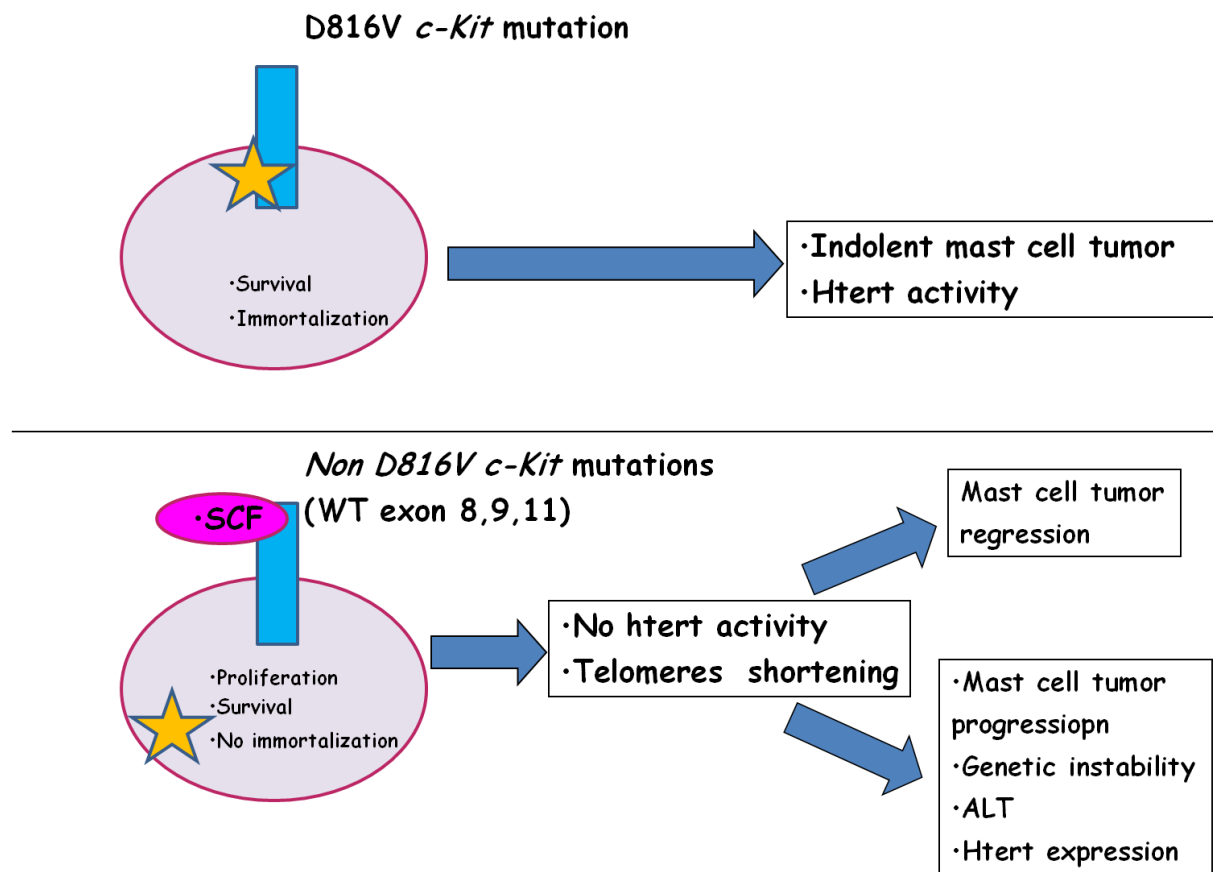 D816V c-Kit mutation
·Survival
·Immortalization
·Indolent mast cell tumor
·Htert activity
Non D816V c-Kit mutations
(WT exon 8,9,11)
·SCF
·Proliferation
·Survival
·No immortalization
·No htert activity
·Telomeres shortening
Mast cell tumor
regression
·Mast cell tumor
progressiopn
·Genetic instability
·ALT
·Htert expression